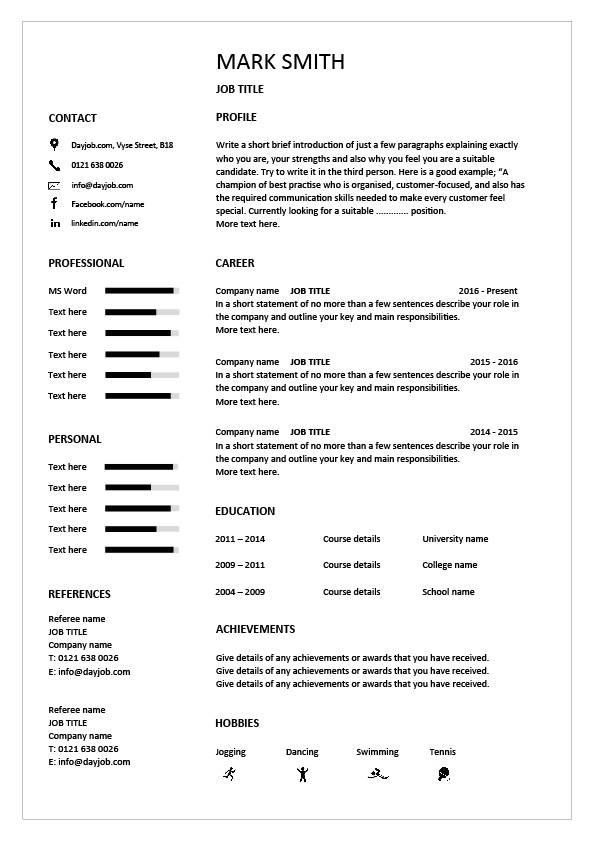 MARK SMITH
JOB TITLE
CONTACT
Dayjob.com, Vyse Street, B18
0121 638 0026
info@dayjob.com
Facebook.com/name
linkedin.com/name
PROFESSIONAL
MS Word
Text here
Text here
Text here
Text here
Text here
PERSONAL
Text here
Text here
Text here
Text here
Text here
REFERENCES
Referee name
JOB TITLE
Company name
T: 0121 638 0026
E: info@dayjob.com
Referee name
JOB TITLE
Company name
T: 0121 638 0026
E: info@dayjob.com
PROFILE
Write a short brief introduction of just a few paragraphs explaining exactly
who you are, your strengths and also why you feel you are a suitable
candidate. Try to write it in the third person. Here is a good example; “A
champion of best practise who is organised, customer-focused, and also has
the required communication skills needed to make every customer feel
special. Currently looking for a suitable ............. position.
More text here.
CAREER
Company name JOB TITLE 2016 - Present
In a short statement of no more than a few sentences describe your role in
the company and outline your key and main responsibilities.
More text here.
Company name JOB TITLE 2015 - 2016
In a short statement of no more than a few sentences describe your role in
the company and outline your key and main responsibilities.
More text here.
Company name JOB TITLE 2014 - 2015
In a short statement of no more than a few sentences describe your role in
the company and outline your key and main responsibilities.
More text here.
EDUCATION
2011 – 2014 Course details University name
2009 – 2011 Course details College name
2004 – 2009 Course details School name
ACHIEVEMENTS
Give details of any achievements or awards that you have received.
Give details of any achievements or awards that you have received.
Give details of any achievements or awards that you have received.
HOBBIES
Jogging Dancing Swimming Tennis